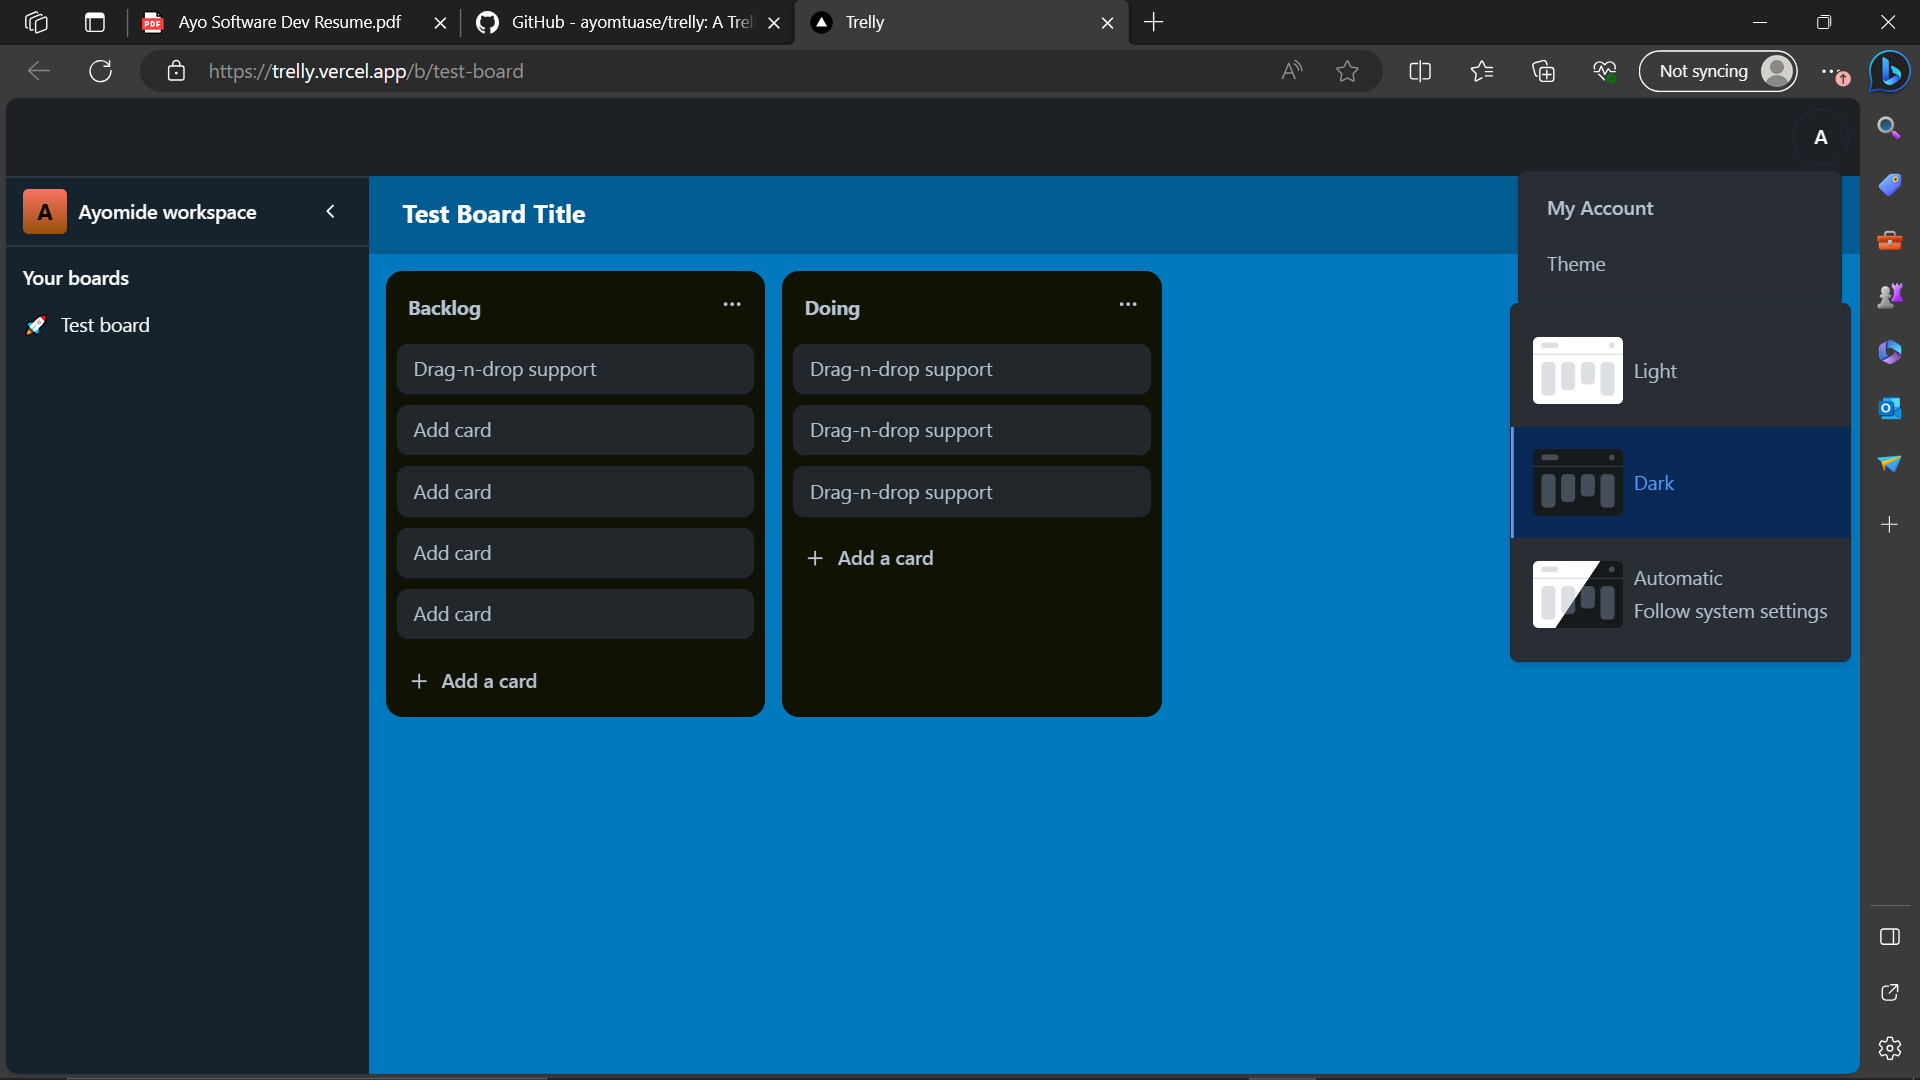 Ayo Software Dev Resume.pdf
GitHub - ayomtuase/trelly: A Trel
Trelly
https://trelly.vercel.app/b/test-board
Not syncing
A
A
Ayomide workspace
Test Board Title
My Account
Theme
Your boards
Test board
Backlog
Drag-n-drop support
Add card
Add card
Add card
Add card
+ Add a card
Doing
Drag-n-drop support
Drag-n-drop support
Drag-n-drop support
+ Add a card
Light
Dark
Automatic
Follow system settings